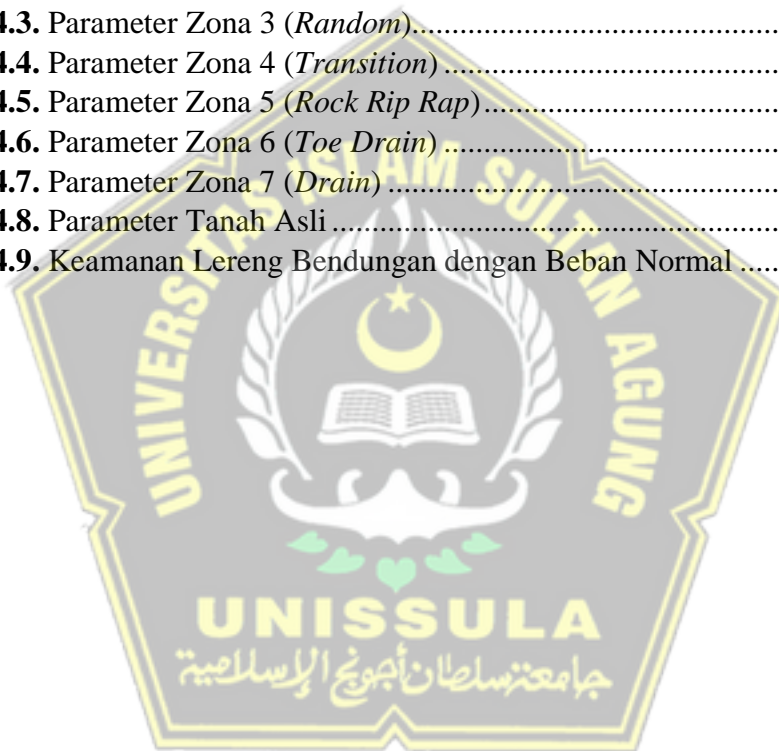 4.3. Parameter Zona 3 (Random)....................................................
4.4. Parameter Zona 4 (Transition) ................................................
4.5. Parameter Zona 5 (Rock Rip Rap)............................................
4.6. Parameter Zona 6 (Toe Drain) ................................................
4.7. Parameter Zona 7 (Drain) .......................................................
4.8. Parameter Tanah Asli ..............................................................
4.9. Keamanan Lereng Bendungan dengan Beban Normal .....
UNIVERSITAS ISLAM SULTAN AGUNG
UNISSULA
جامعة سلطان أجونج الإسلامية